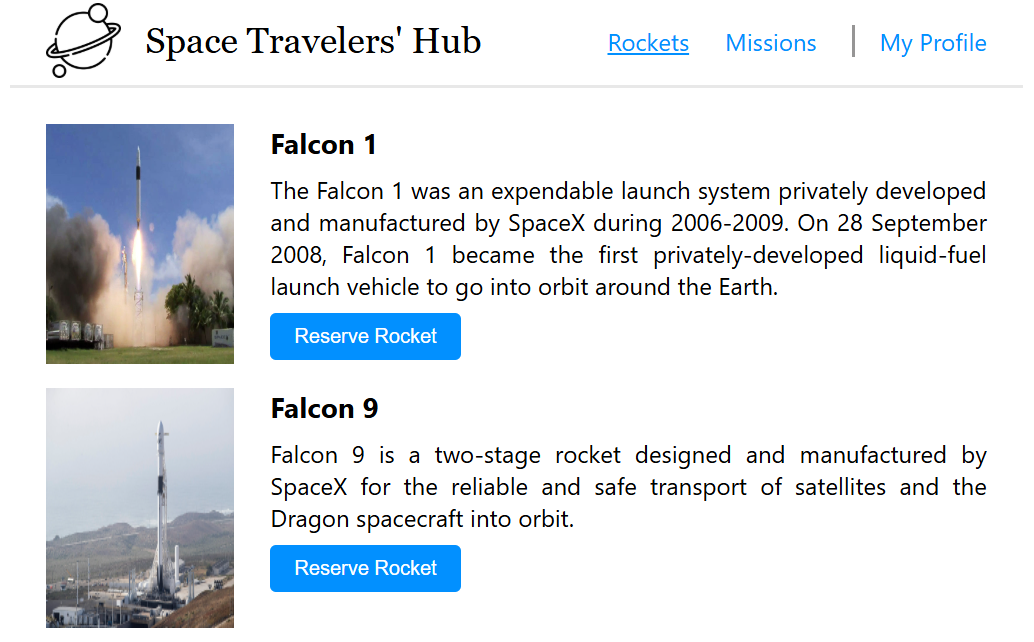 Space Travelers' Hub
Rockets Missions My Profile
Falcon 1
The Falcon 1 was an expendable launch system privately developed
and manufactured by SpaceX during 2006-2009. On 28 September
2008, Falcon 1 became the first privately-developed liquid-fuel
launch vehicle to go into orbit around the Earth.
Reserve Rocket
Falcon 9
Falcon 9 is a two-stage rocket designed and manufactured by
SpaceX for the reliable and safe transport of satellites and the
Dragon spacecraft into orbit.
Reserve Rocket